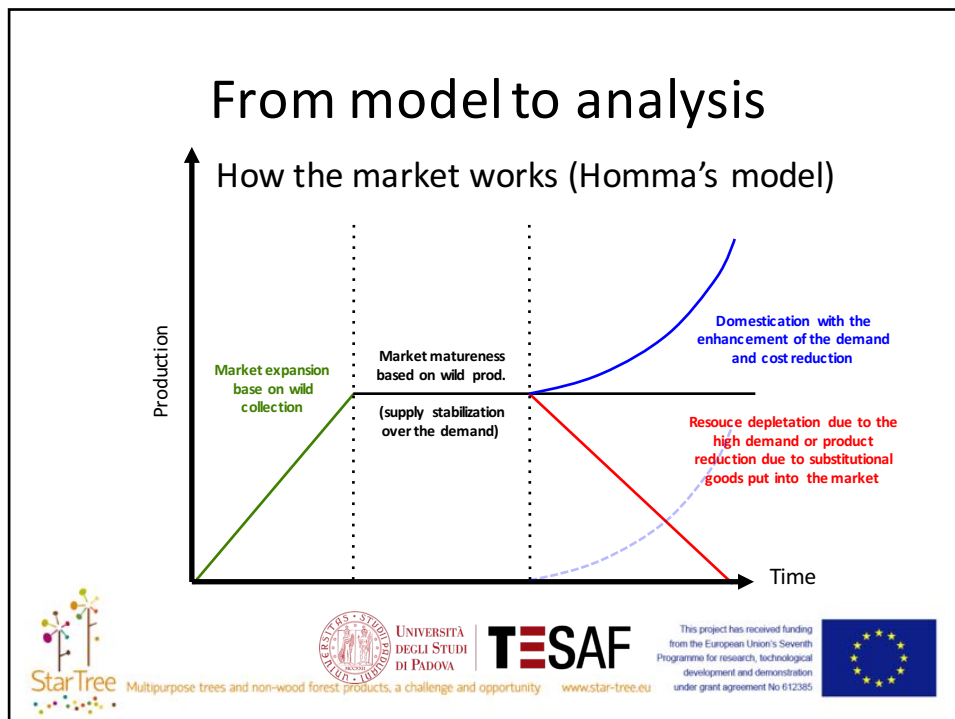 From model to analysis
How the market works (Homma's model)
Production
Market expansion
base on wild
collection
Market matureness
based on wild prod.
(supply stabilization
over the demand)
Domestication with the
enhancement of the demand
and cost reduction
Resouce depletation due to the
high demand or product
reduction due to substitutional
goods put into the market
Time
StarTree
Multipurpose trees and non-wood forest products, a challenge and opportunity www.star-tree.eu
UNIVERSITÀ
DEGLI STUDI
DI PADOVA
TESAF
This project has received funding
from the European Union's Seventh
Programme for research, technological
development and demonstration
under grant agreement No 612385